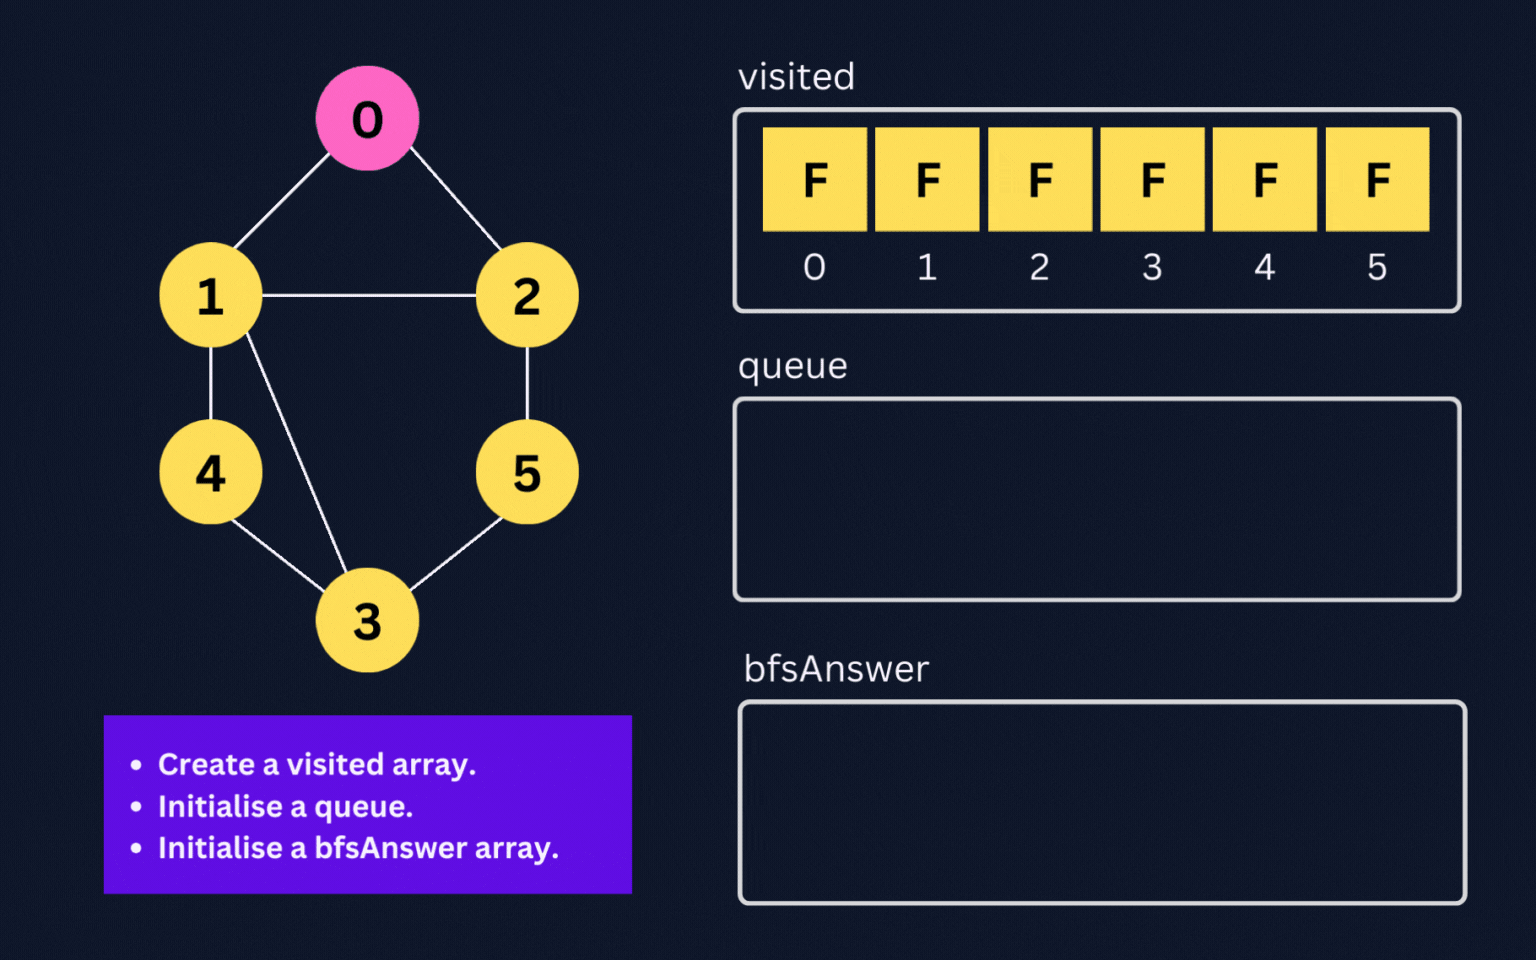 0
1
2
4
5
3
• Create a visited array.
• Initialise a queue.
• Initialise a bfsAnswer array.
visited
F F F F F F
0 1 2 3 4 5
queue
bfsAnswer